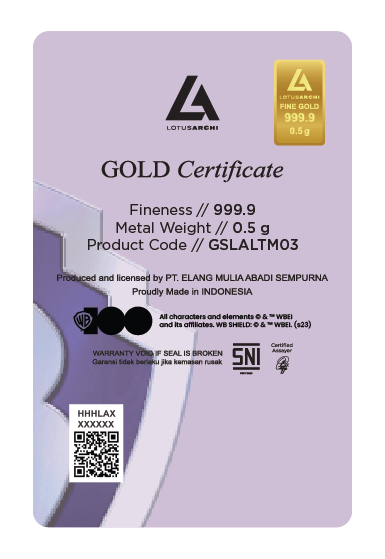 LOTUSARCHI
LOTUSARCHI
FINE GOLD
999.9
0.5 g
GOLD Certificate
Fineness // 999.9
Metal Weight // 0.5 g
Product Code // GSLALTM03
Produced and licensed by PT. ELANG MULIA ABADI SEMPURNA
Proudly Made in INDONESIA
WB 100
All characters and elements © & ™ WBEI
and its affiliates. WB SHIELD: © & ™ WBEI. (s23)
WARRANTY VOID IF SEAL IS BROKEN
Garansi tidak berlaku jika kemasan rusak
SNI
Certified
Assayer
HHHLAX
XXXXXX